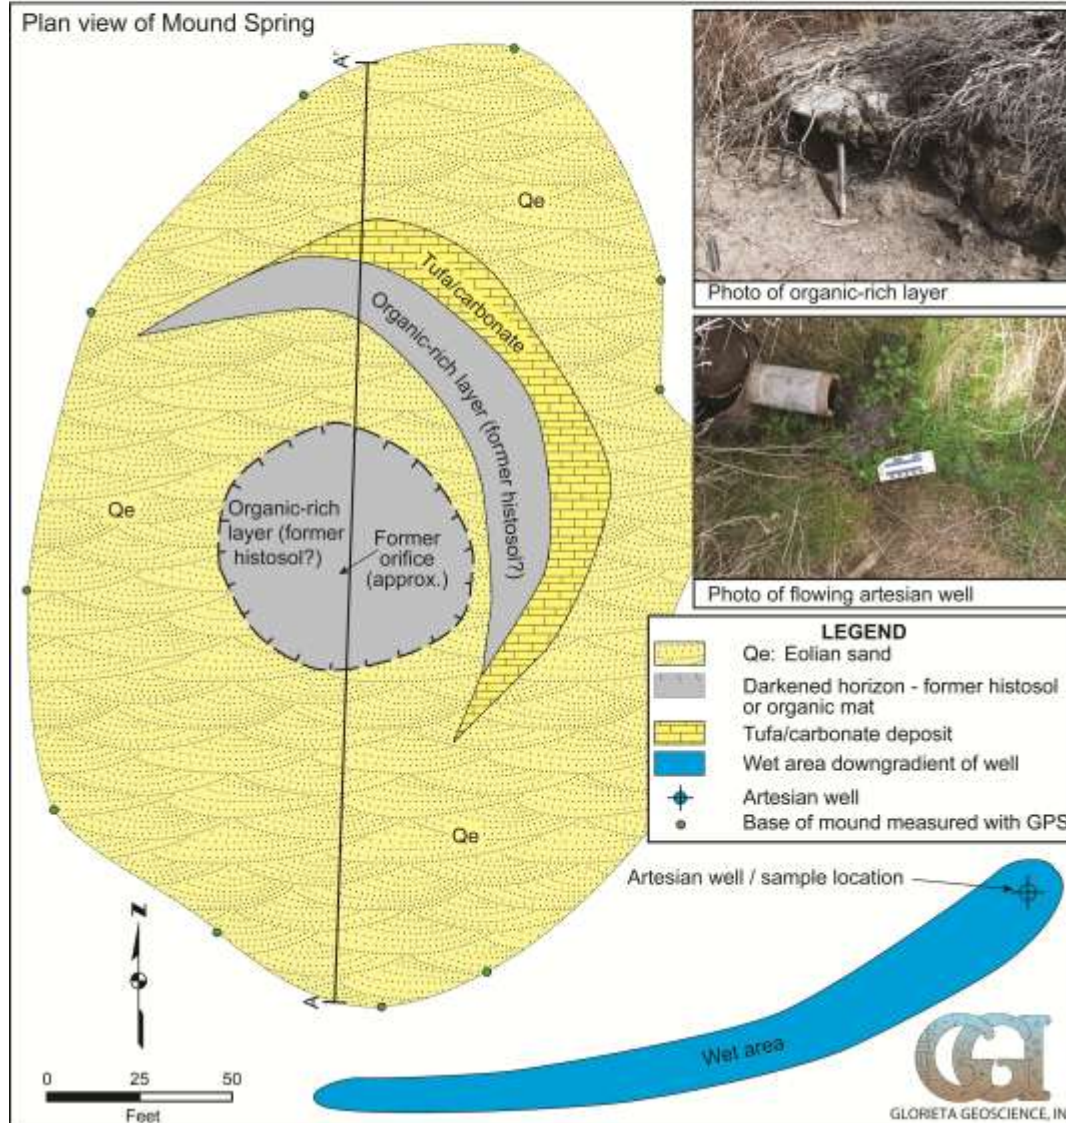 Plan view of Mound Spring
A'
Qe
Tufa/carbonate
Organic-rich layer (former histosol?)
Qe
Organic-rich
layer (former
histosol?)
Former
orifice
(approx.)
Qe
A
N
0 25 50
Feet
Photo of organic-rich layer
Photo of flowing artesian well
LEGEND
Qe: Eolian sand
Darkened horizon - former histosol
or organic mat
Tufa/carbonate deposit
Wet area downgradient of well
Artesian well
Base of mound measured with GPS
Artesian well / sample location
Wet area
GGI
GLORIETA GEOSCIENCE, IN